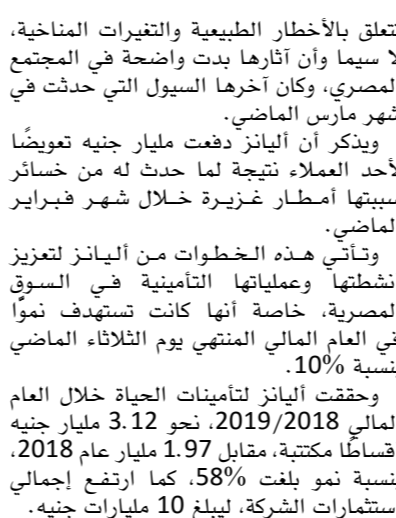 تتعلق بالأخطار الطبيعية والتغيرات المناخية،
لا سيما وأن آثارها بدت واضحة في المجتمع
المصري، وكان آخرها السيول التي حدثت في
شهر مارس الماضي.
ويذكر أن أليانز دفعت مليار جنيه تعويضًا
لأحد العملاء نتيجة لما حدث له من خسائر
سببتها أمطار غزيرة خلال شهر فبراير
الماضي.
وتأتي هذه الخطوات من أليانز لتعزيز
أنشطتها وعملياتها التأمينية في السوق
المصرية، خاصة أنها كانت تستهدف نموًّا
في العام المالي المنتهي يوم الثلاثاء الماضي
بنسبة 10%.
وحققت أليانز لتأمينات الحياة خلال العام
المالي 2019/2018، نحو 3.12 مليار جنيه
أقساطًا مكتتبة، مقابل 1.97 مليار عام 2018،
بنسبة نمو بلغت 58%، كما ارتفع إجمالي
استثمارات الشركة، ليبلغ 10 مليارات جنيه.